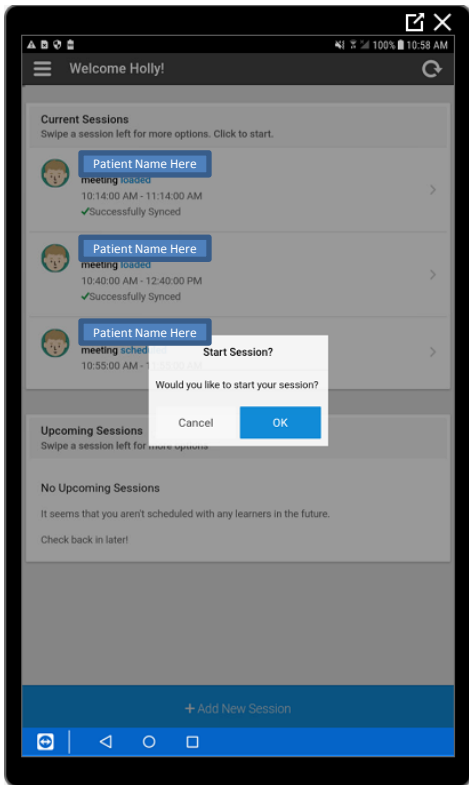 100% 10:58 AM
Welcome Holly!
Current Sessions
Swipe a session left for more options. Click to start.
Patient Name Here
meeting loaded
10:14:00 AM - 11:14:00 AM
✓Successfully Synced
Patient Name Here
meeting loaded
10:40:00 AM - 12:40:00 PM
✓Successfully Synced
Patient Name Here
meeting sched
10:55:00 AM -
Start Session?
Would you like to start your session?
Cancel OK
Upcoming Sessions
Swipe a session left for more options
No Upcoming Sessions
It seems that you aren't scheduled with any learners in the future.
Check back in later!
+ Add New Session